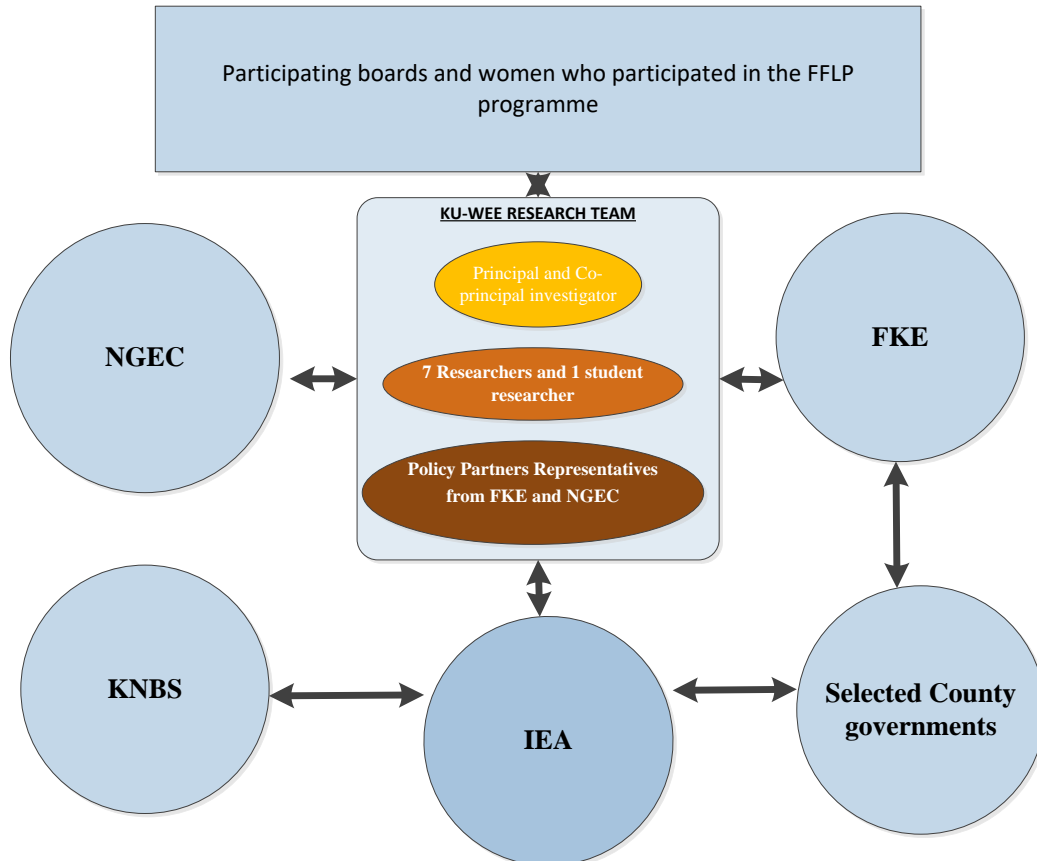 Participating boards and women who participated in the FFLP
programme
KU-WEE RESEARCH TEAM
Principal and Co-
principal investigator
7 Researchers and 1 student
researcher
Policy Partners Representatives
from FKE and NGEC
NGEC
FKE
KNBS
IEA
Selected County
governments